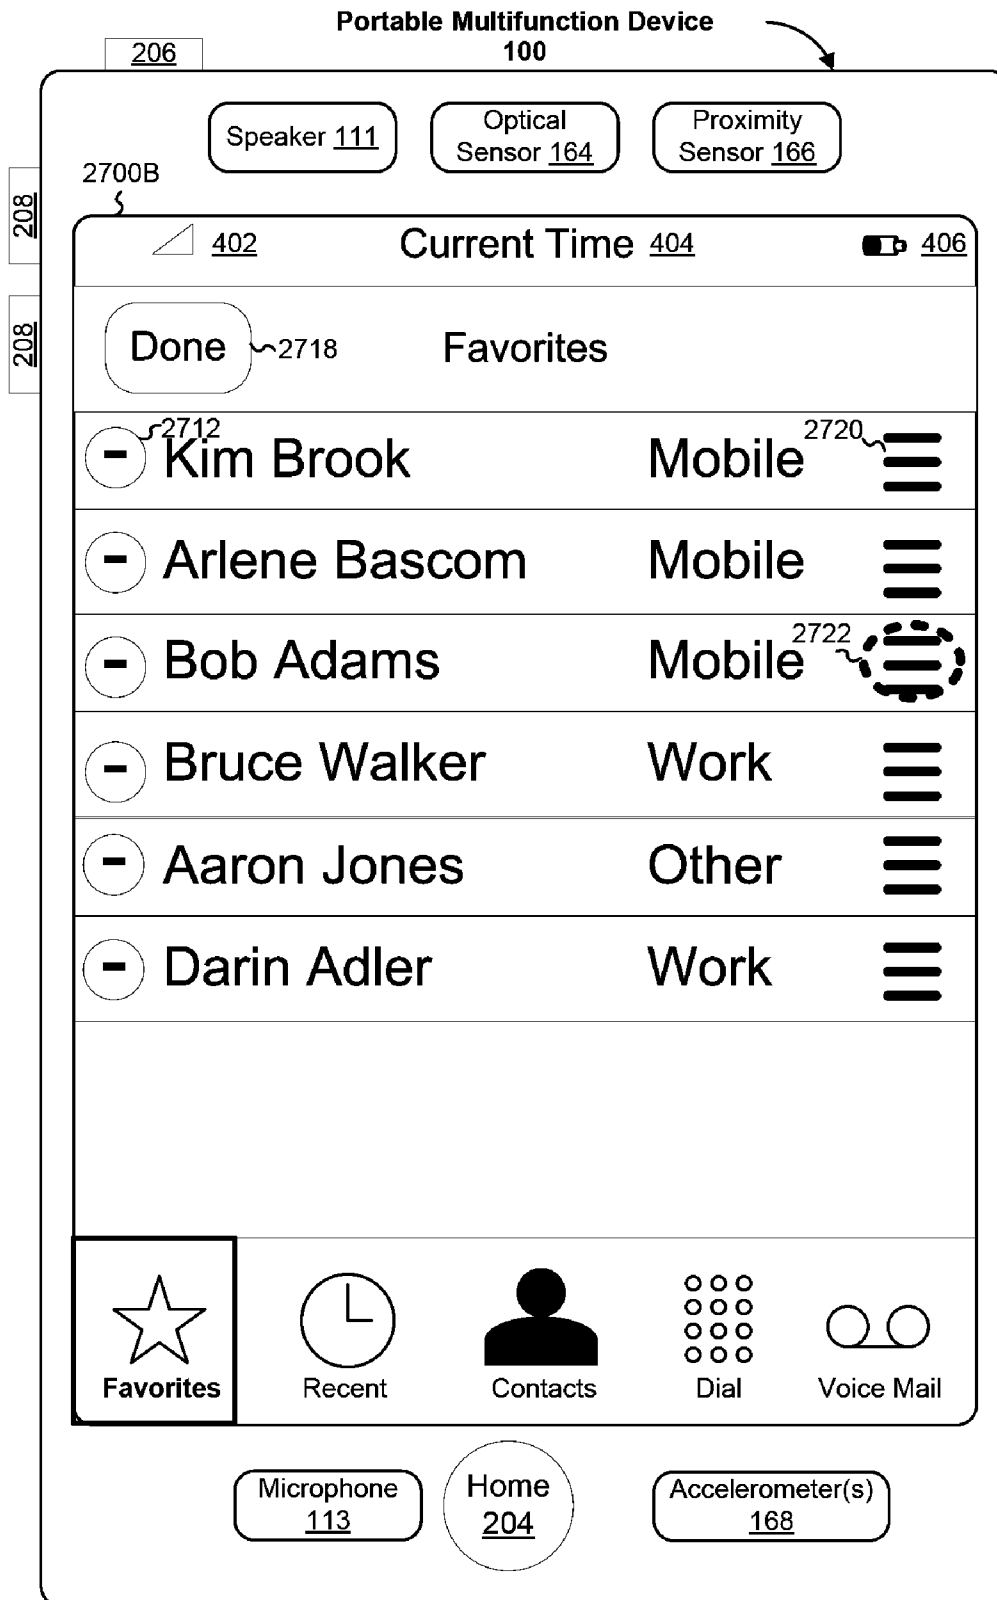 Portable Multifunction Device
100
206
Speaker 111
Optical
Sensor 164
Proximity
Sensor 166
2700B
208
208
402
Current Time 404
406
Done
2718
Favorites
2712
Kim Brook
Mobile
2720
Arlene Bascom
Mobile
Bob Adams
Mobile
2722
Bruce Walker
Work
Aaron Jones
Other
Darin Adler
Work
Favorites
Recent
Contacts
Dial
Voice Mail
Microphone
113
Home
204
Accelerometer(s)
168